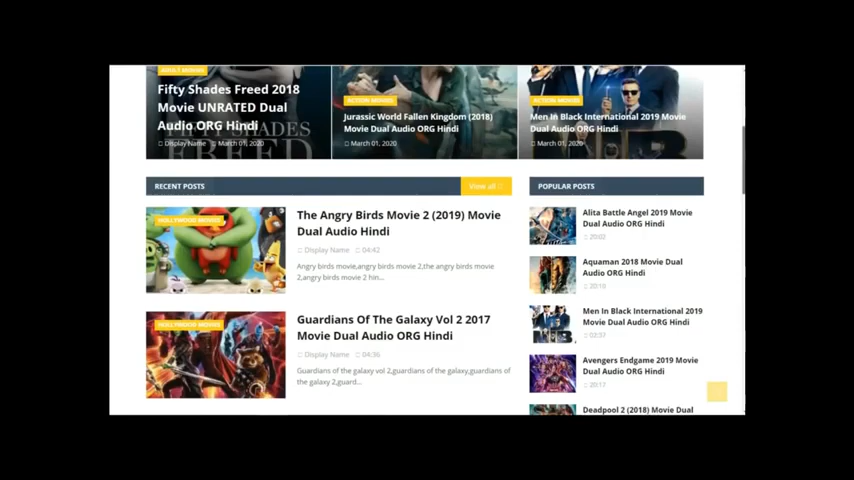 ADULT MOVIES
Fifty Shades Freed 2018
Movie UNRATED Dual
Audio ORG Hindi
Display Name March 01, 2020
ACTION MOVIES
Jurassic World Fallen Kingdom (2018)
Movie Dual Audio ORG Hindi
March 01, 2020
ACTION MOVIES
Men In Black International 2019 Movie
Dual Audio ORG Hindi
March 01, 2020
RECENT POSTS
View all
HOLLYWOOD MOVIES
The Angry Birds Movie 2 (2019) Movie
Dual Audio Hindi
Display Name 04:42
Angry birds movie,angry birds movie 2,the angry birds movie
2,angry birds movie 2 hin...
HOLLYWOOD MOVIES
Guardians Of The Galaxy Vol 2 2017
Movie Dual Audio ORG Hindi
Display Name 04:36
Guardians of the galaxy vol 2,guardians of the galaxy,guardians of
the galaxy 2,guard...
POPULAR POSTS
Alita Battle Angel 2019 Movie
Dual Audio ORG Hindi
20:02
Aquaman 2018 Movie Dual
Audio ORG Hindi
Men In Black International 2019
Movie Dual Audio ORG Hindi
Avengers Endgame 2019 Movie
Dual Audio ORG Hindi
20:17
Deadpool 2 (2018) Movie Dual